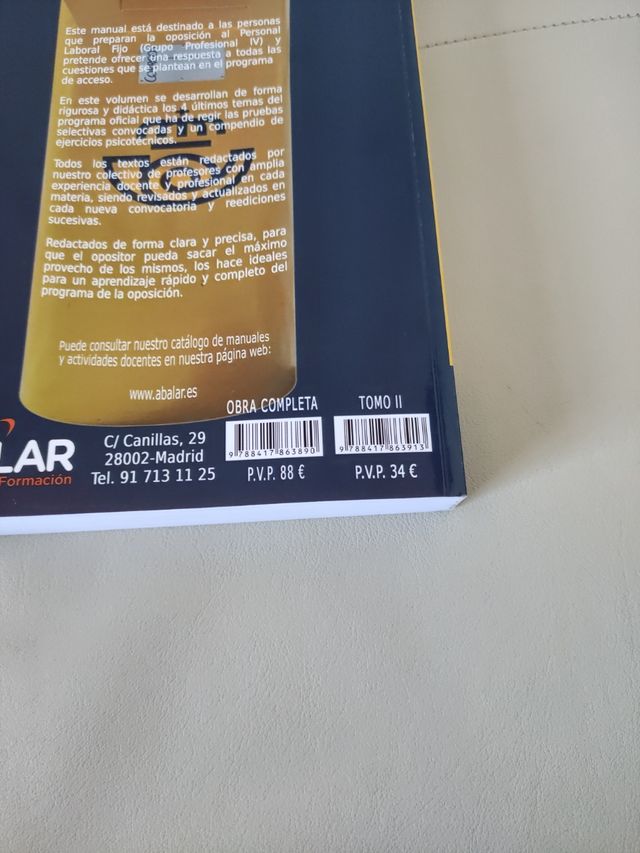 Este manual está destinado a las personas
que preparan la oposición al Personal
Laboral Fijo (Grupo Profesional IV) y
pretende ofrecer una respuesta a todas las
cuestiones que se plantean en el programa
de acceso.
En este volumen se desarrollan de forma
rigurosa y didáctica los 4 últimos temas del
programa oficial que ha de regir las pruebas
selectivas convocadas y un compendio de
ejercicios psicotécnicos.
Todos los textos están redactados por
nuestro colectivo de profesores con amplia
experiencia docente y profesional en cada
materia, siendo revisados y actualizados en
cada nueva convocatoria y reediciones
sucesivas.
Redactados de forma clara y precisa, para
que el opositor pueda sacar el máximo
provecho de los mismos, los hace ideales
para un aprendizaje rápido y completo del
programa de la oposición.
Puede consultar nuestro catálogo de manuales
y actividades docentes en nuestra página web:
www.abalar.es
LAR
Formación
C/ Canillas, 29
28002-Madrid
Tel. 91 713 11 25
OBRA COMPLETA
9 788417 863890
P.V.P. 88 €
TOMO II
9 788417 863913
P.V.P. 34 €